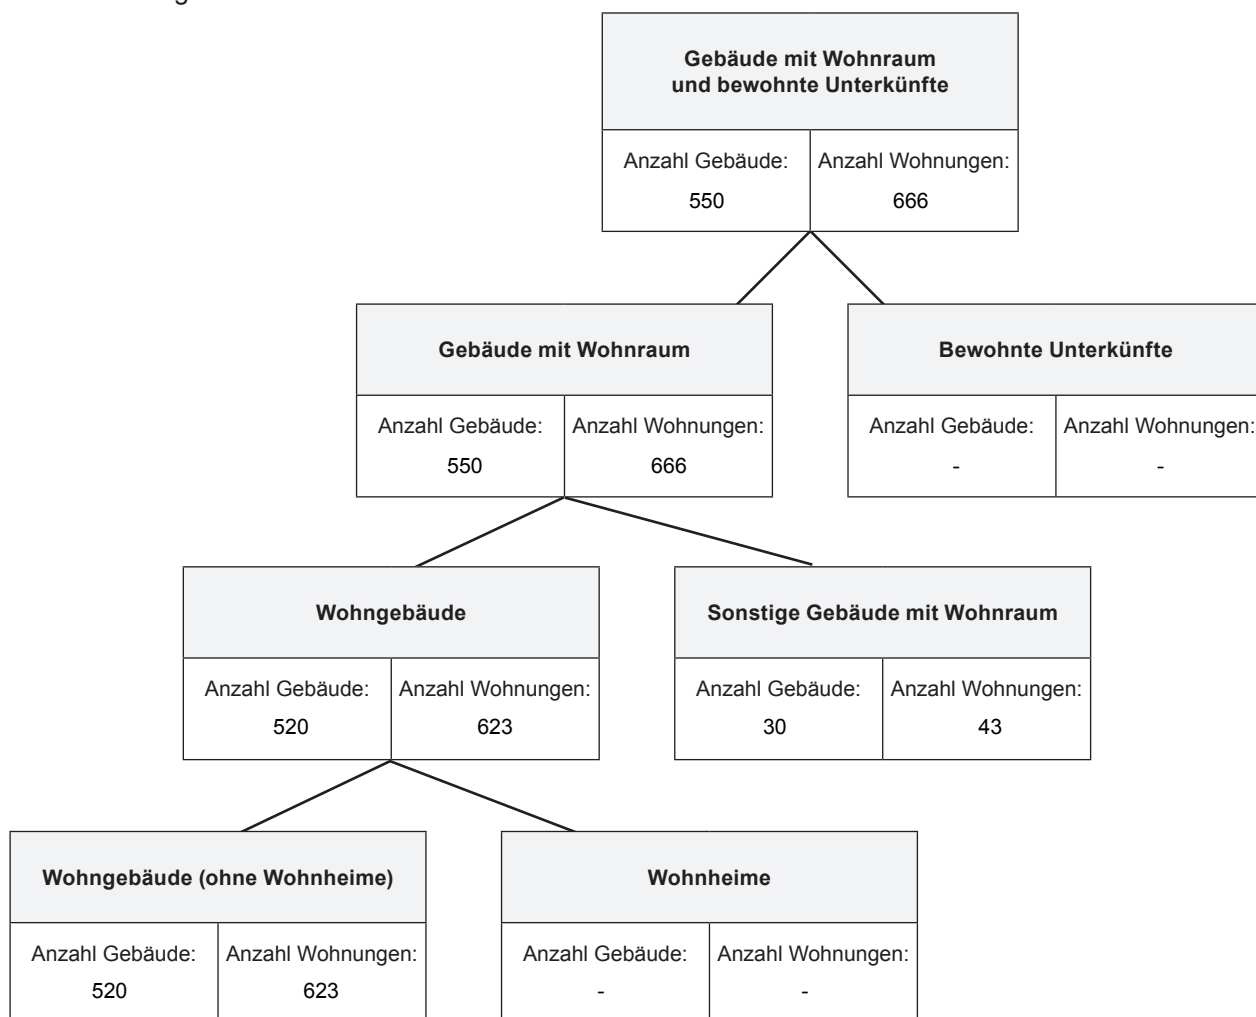 Gebäude mit Wohnraum
und bewohnte Unterkünfte
Anzahl Gebäude: Anzahl Wohnungen:
550 666
Gebäude mit Wohnraum
Anzahl Gebäude: Anzahl Wohnungen:
550 666
Bewohnte Unterkünfte
Anzahl Gebäude: Anzahl Wohnungen:
- -
Wohngebäude
Anzahl Gebäude: Anzahl Wohnungen:
520 623
Sonstige Gebäude mit Wohnraum
Anzahl Gebäude: Anzahl Wohnungen:
30 43
Wohngebäude (ohne Wohnheime)
Anzahl Gebäude: Anzahl Wohnungen:
520 623
Wohnheime
Anzahl Gebäude: Anzahl Wohnungen:
- -